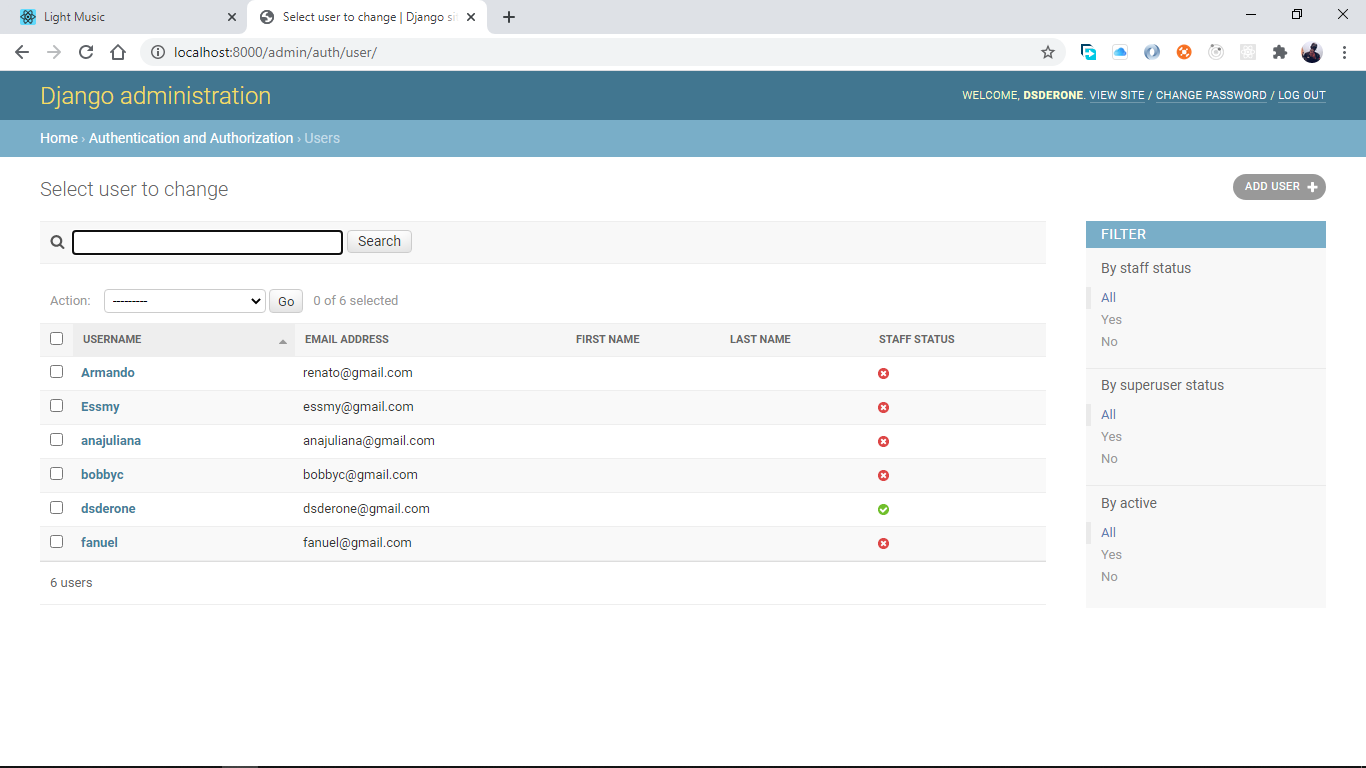 Light Music
Select user to change | Django si
localhost:8000/admin/auth/user/
Django administration
WELCOME, DSDERONE. VIEW SITE / CHANGE PASSWORD / LOG OUT
Home › Authentication and Authorization › Users
Select user to change
ADD USER
Search
Action: --------- Go 0 of 6 selected
USERNAME EMAIL ADDRESS FIRST NAME LAST NAME STAFF STATUS
Armando renato@gmail.com
Essmy essmy@gmail.com
anajuliana anajuliana@gmail.com
bobbyc bobbyc@gmail.com
dsderone dsderone@gmail.com
fanuel fanuel@gmail.com
6 users
FILTER
By staff status
All
Yes
No
By superuser status
All
Yes
No
By active
All
Yes
No